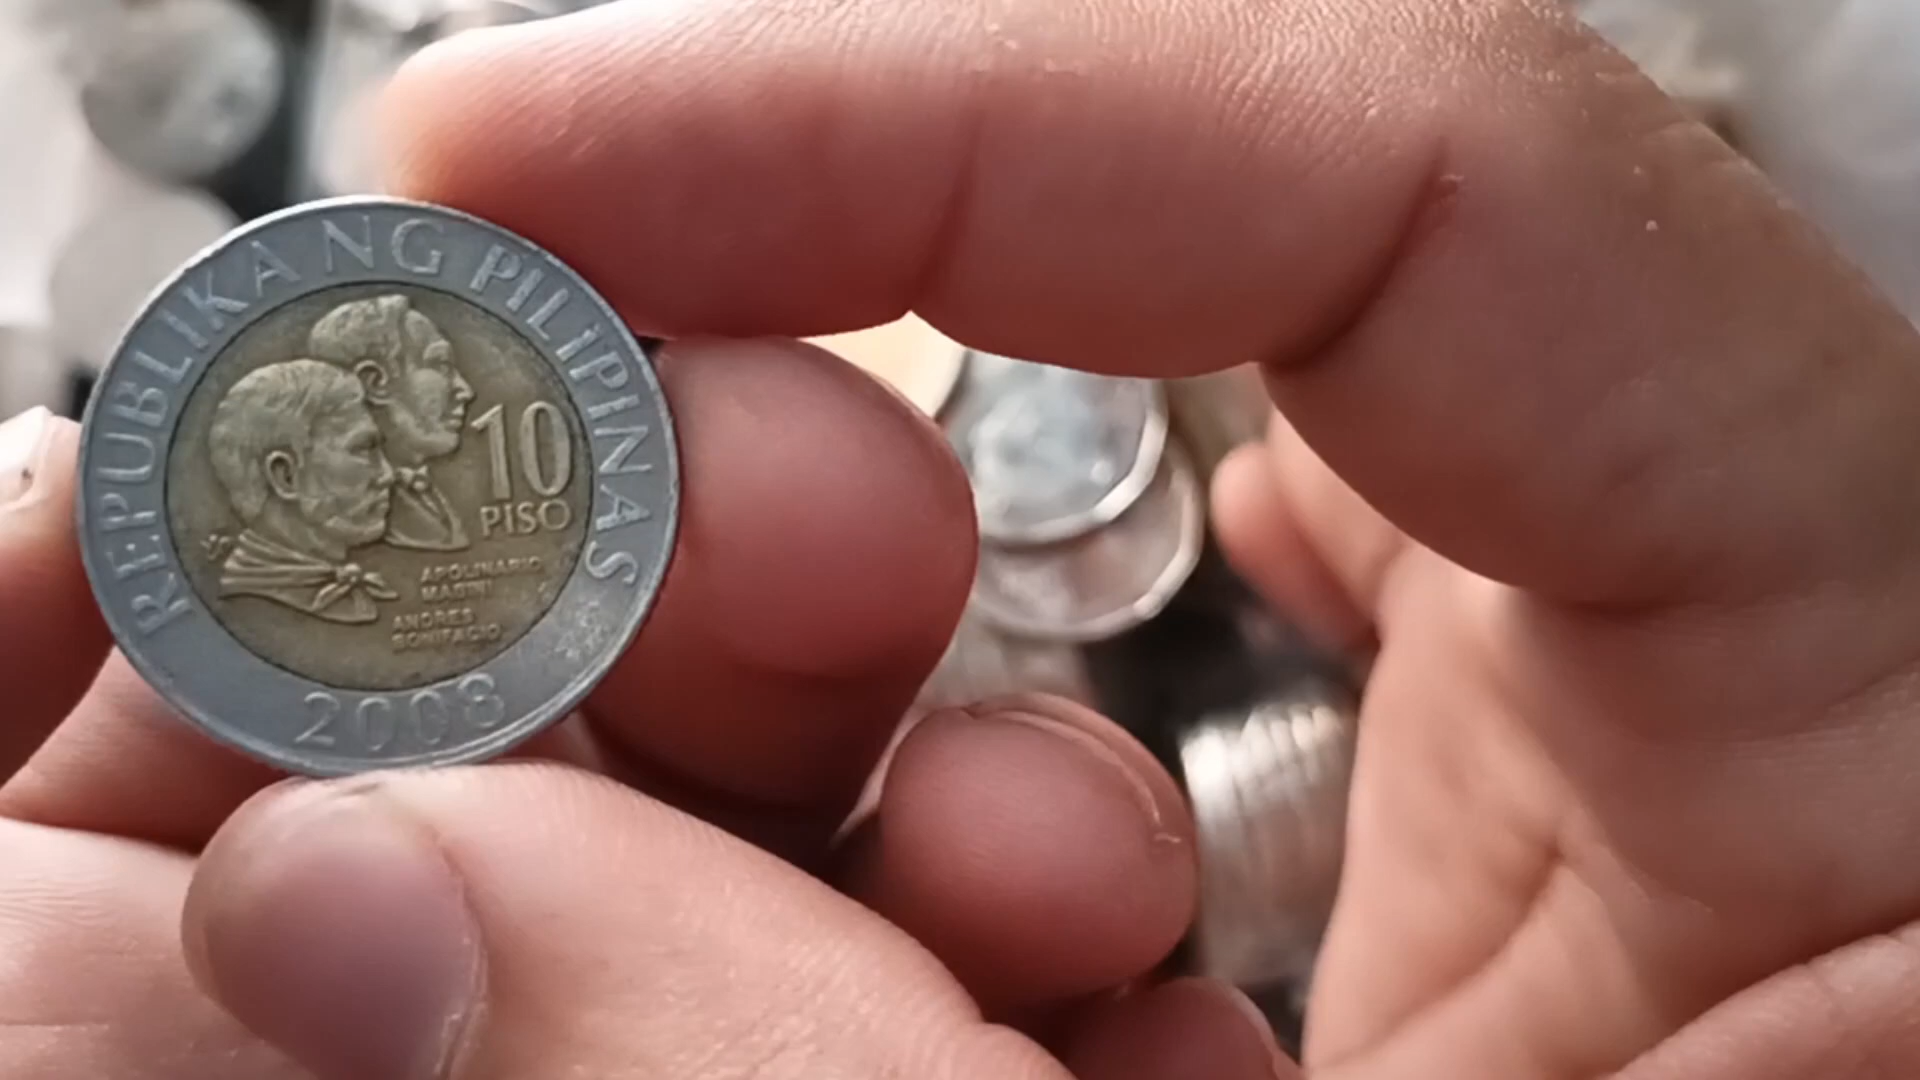 REPUBLIKA NG PILIPINAS
10
PISO
APOLINARIO
MABINI
ANDRES
BONIFACIO
2008